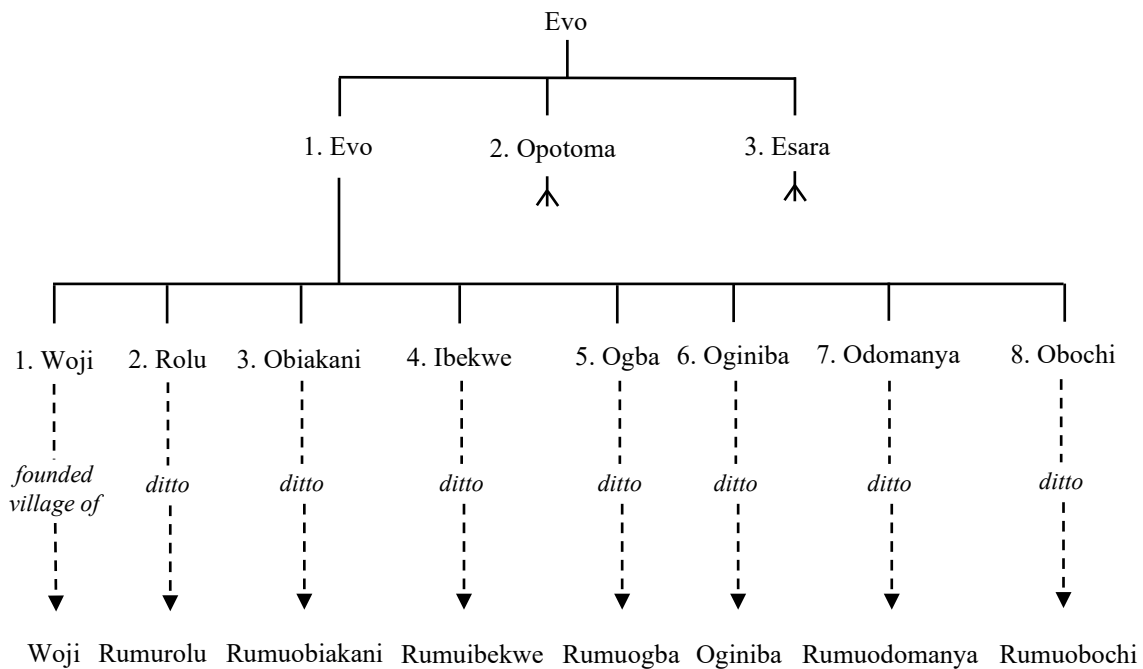 Evo
1. Evo 2. Opotoma 3. Esara
1. Woji 2. Rolu 3. Obiakani 4. Ibekwe 5. Ogba 6. Oginiba 7. Odomanya 8. Obochi
founded
village of
ditto ditto ditto ditto ditto ditto ditto
Woji Rumurolu Rumuobiakani Rumuibekwe Rumuogba Oginiba Rumuodomanya Rumuobochi